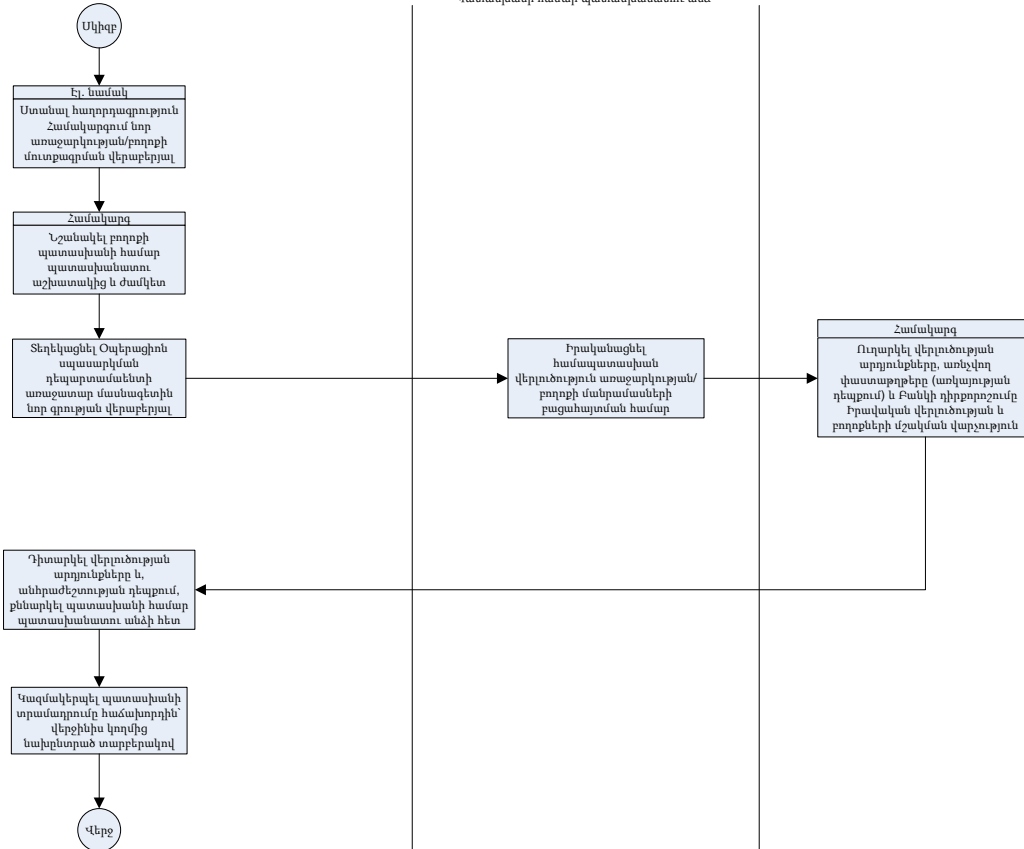 Սկիզբ
Էլ. նամակ
Ստանալ հաղորդագրություն
Համակարգում նոր
առաջարկության/բողոքի
մուտքագրման վերաբերյալ
Համակարգ
Նշանակել բողոքի
պատասխանի համար
պատասխանատու
աշխատակից և ժամկետ
Տեղեկացնել Օպերացիոն
սպասարկման
դեպարտամաենտի
առաջատար մասնագետին
նոր գրության վերաբերյալ
Իրականացնել
համապատասխան
վերլուծություն առաջարկության/
բողոքի մանրամասների
բացահայտման համար
Համակարգ
Ուղարկել վերլուծության
արդյունքները, առնչվող
փաստաթղթերը (առկայության
դեպքում) և Բանկի դիրքորոշումը
Իրավական վերլուծության և
բողոքների մշակման վարչություն
Դիտարկել վերլուծության
արդյունքները և,
անհրաժեշտության դեպքում,
քննարկել պատասխանի համար
պատասխանատու անձի հետ
Կազմակերպել պատասխանի
տրամադրումը հաճախորդին՝
վերջինիս կողմից
նախընտրած տարբերակով
Վերջ